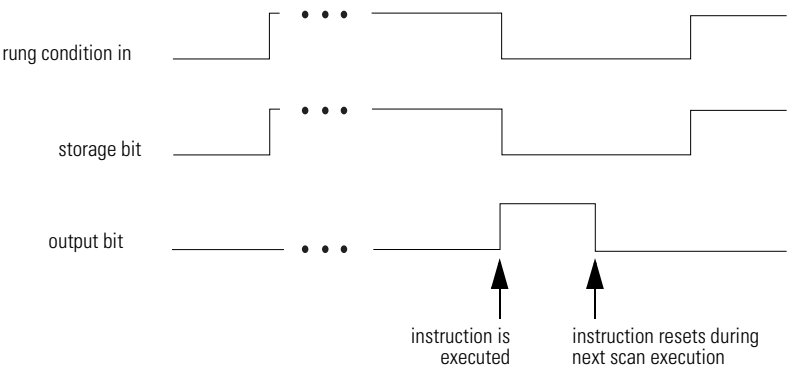 rung condition in
storage bit
output bit
instruction is
executed
instruction resets during
next scan execution